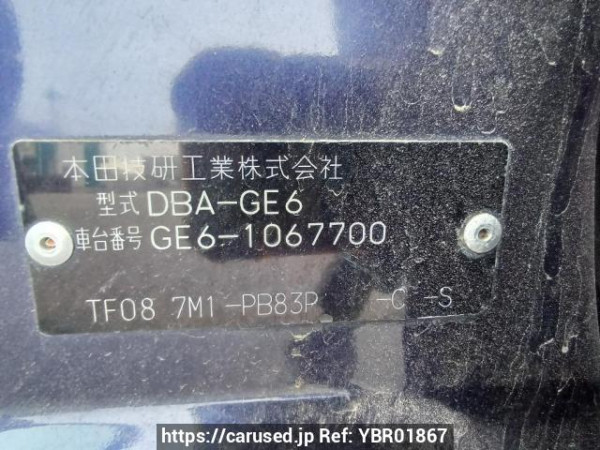 本田技研工業株式会社
型式 DBA-GE6
車台番号 GE6-1067700
TF08 7M1-PB83P -C -S
https://carused.jp Ref: YBR01867